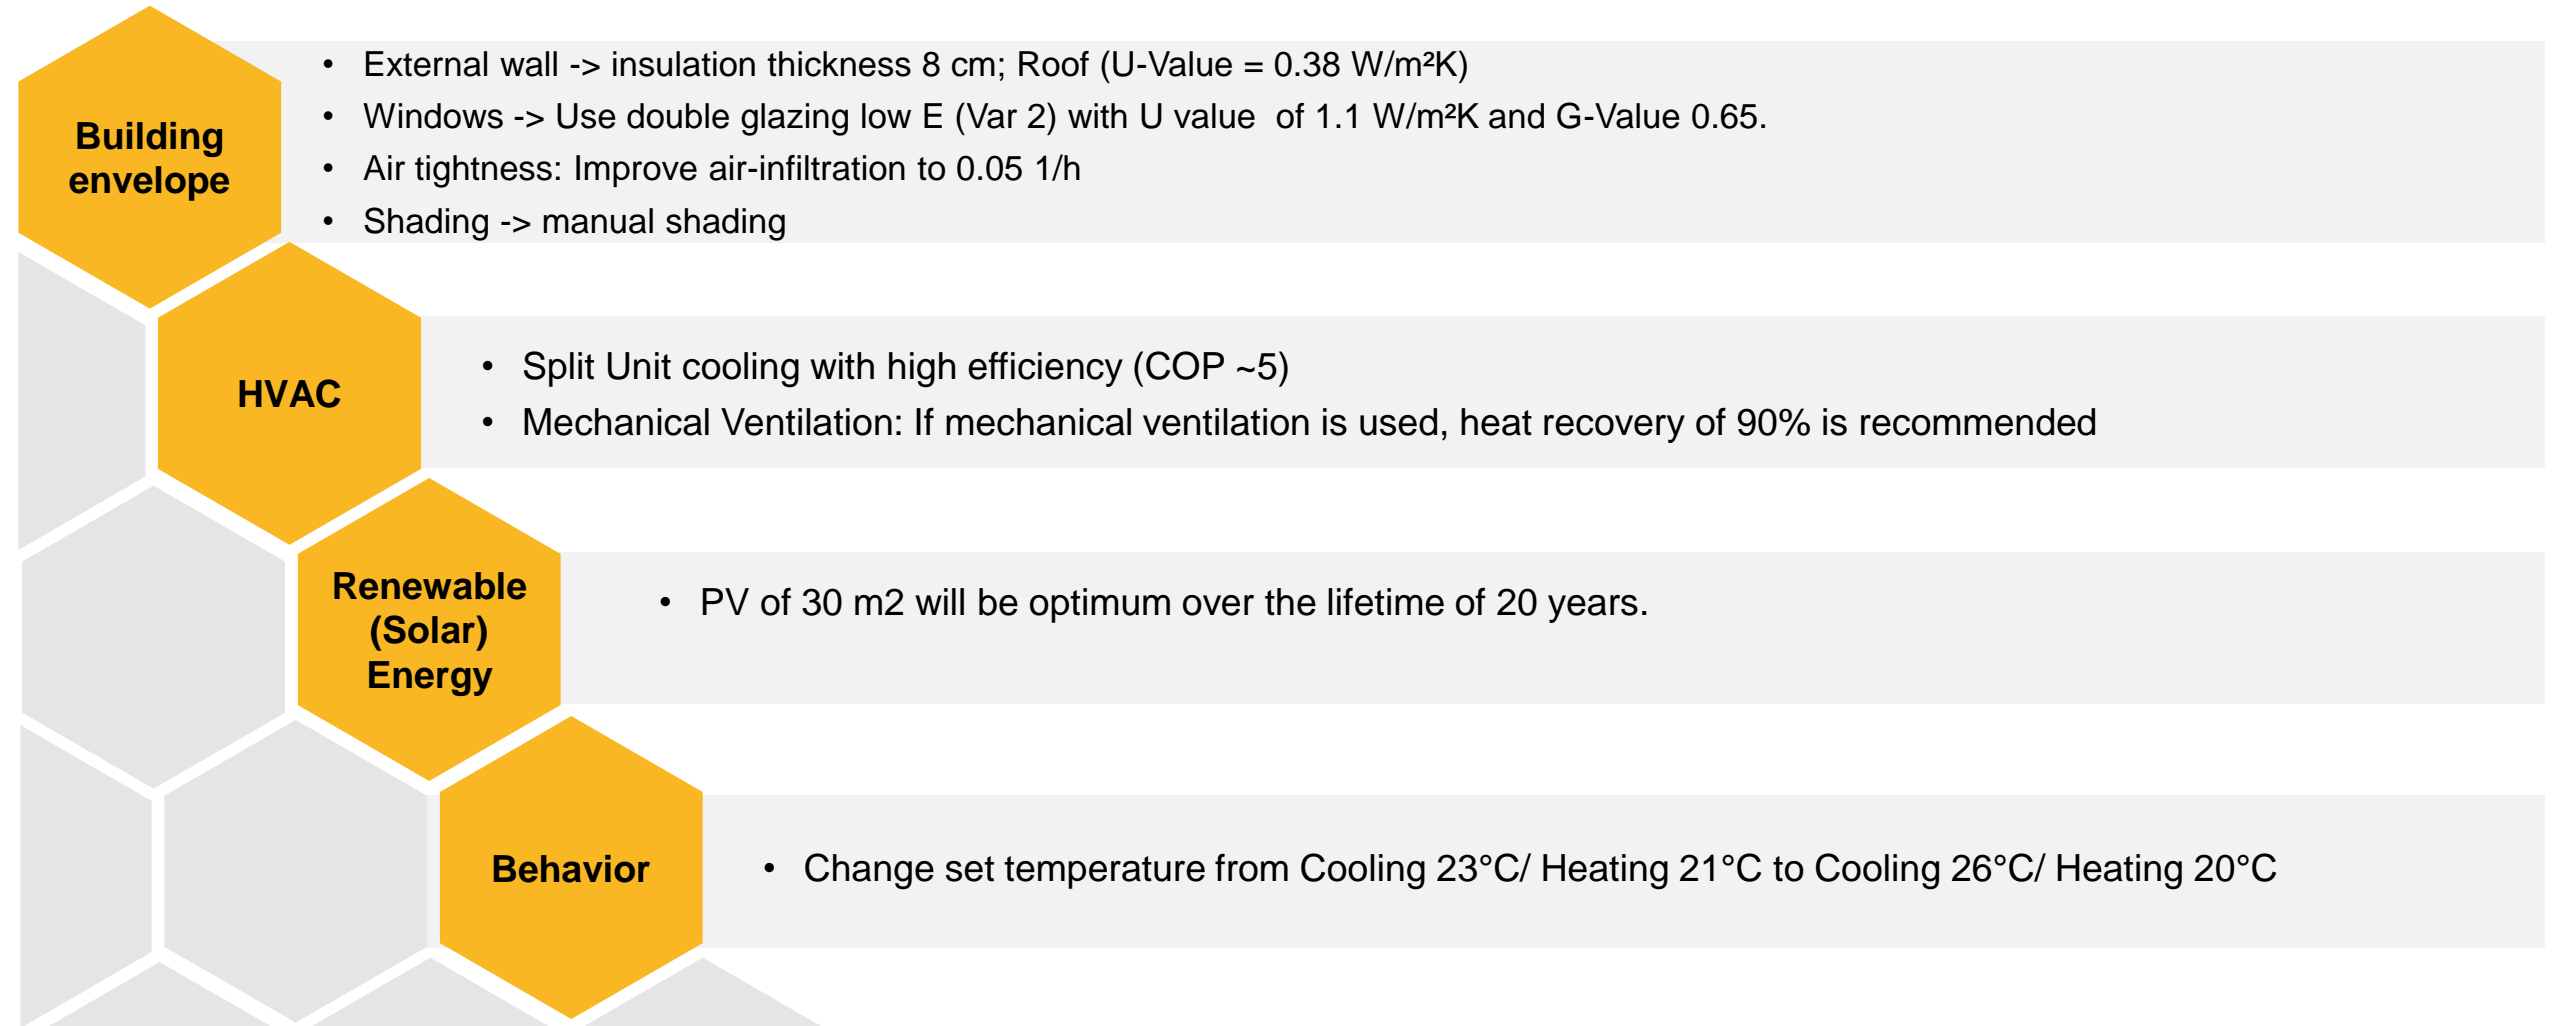 Building
envelope
• External wall -> insulation thickness 8 cm; Roof (U-Value = 0.38 W/m²K)
• Windows -> Use double glazing low E (Var 2) with U value  of 1.1 W/m²K and G-Value 0.65.
• Air tightness: Improve air-infiltration to 0.05 1/h
• Shading -> manual shading
HVAC
• Split Unit cooling with high efficiency (COP ~5)
• Mechanical Ventilation: If mechanical ventilation is used, heat recovery of 90% is recommended
Renewable
(Solar)
Energy
• PV of 30 m2 will be optimum over the lifetime of 20 years.
Behavior
• Change set temperature from Cooling 23°C/ Heating 21°C to Cooling 26°C/ Heating 20°C